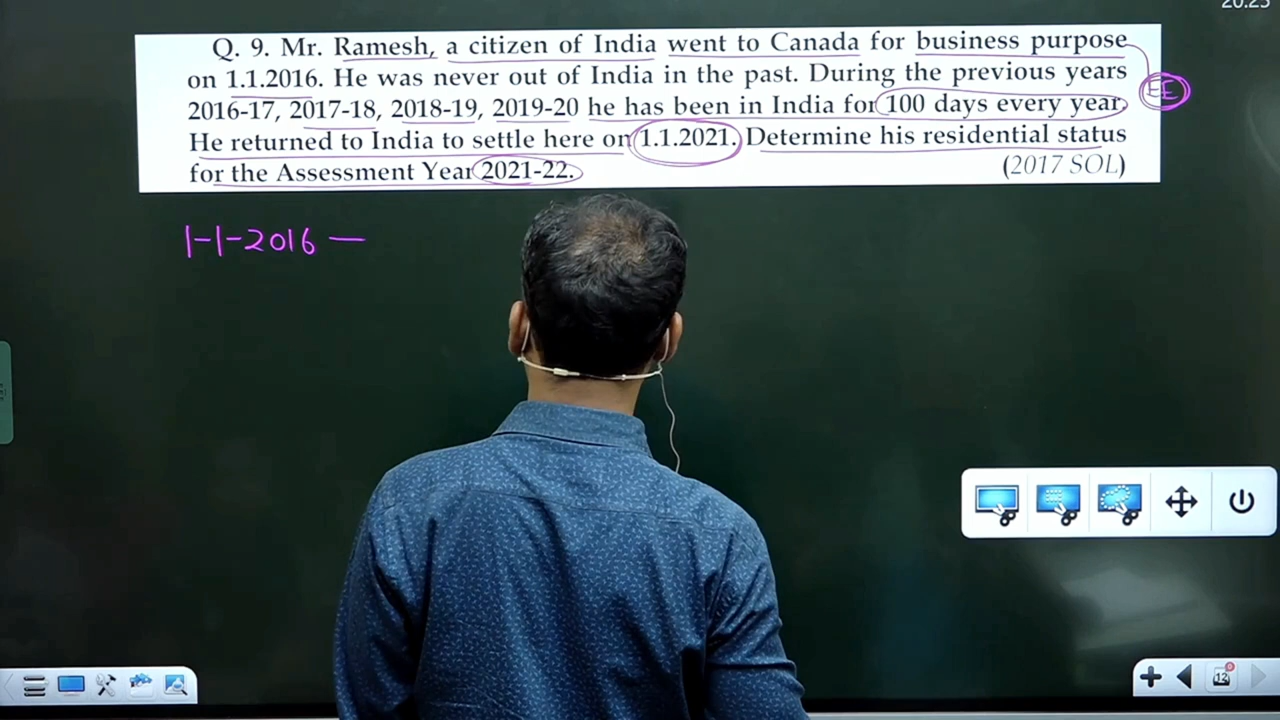 20:25
Q. 9. Mr. Ramesh, a citizen of India went to Canada for business purpose
on 1.1.2016. He was never out of India in the past. During the previous years
2016-17, 2017-18, 2018-19, 2019-20 he has been in India for 100 days every year.
He returned to India to settle here on 1.1.2021. Determine his residential status
for the Assessment Year 2021-22. (2017 SOL)
EE
1-1-2016 —
12